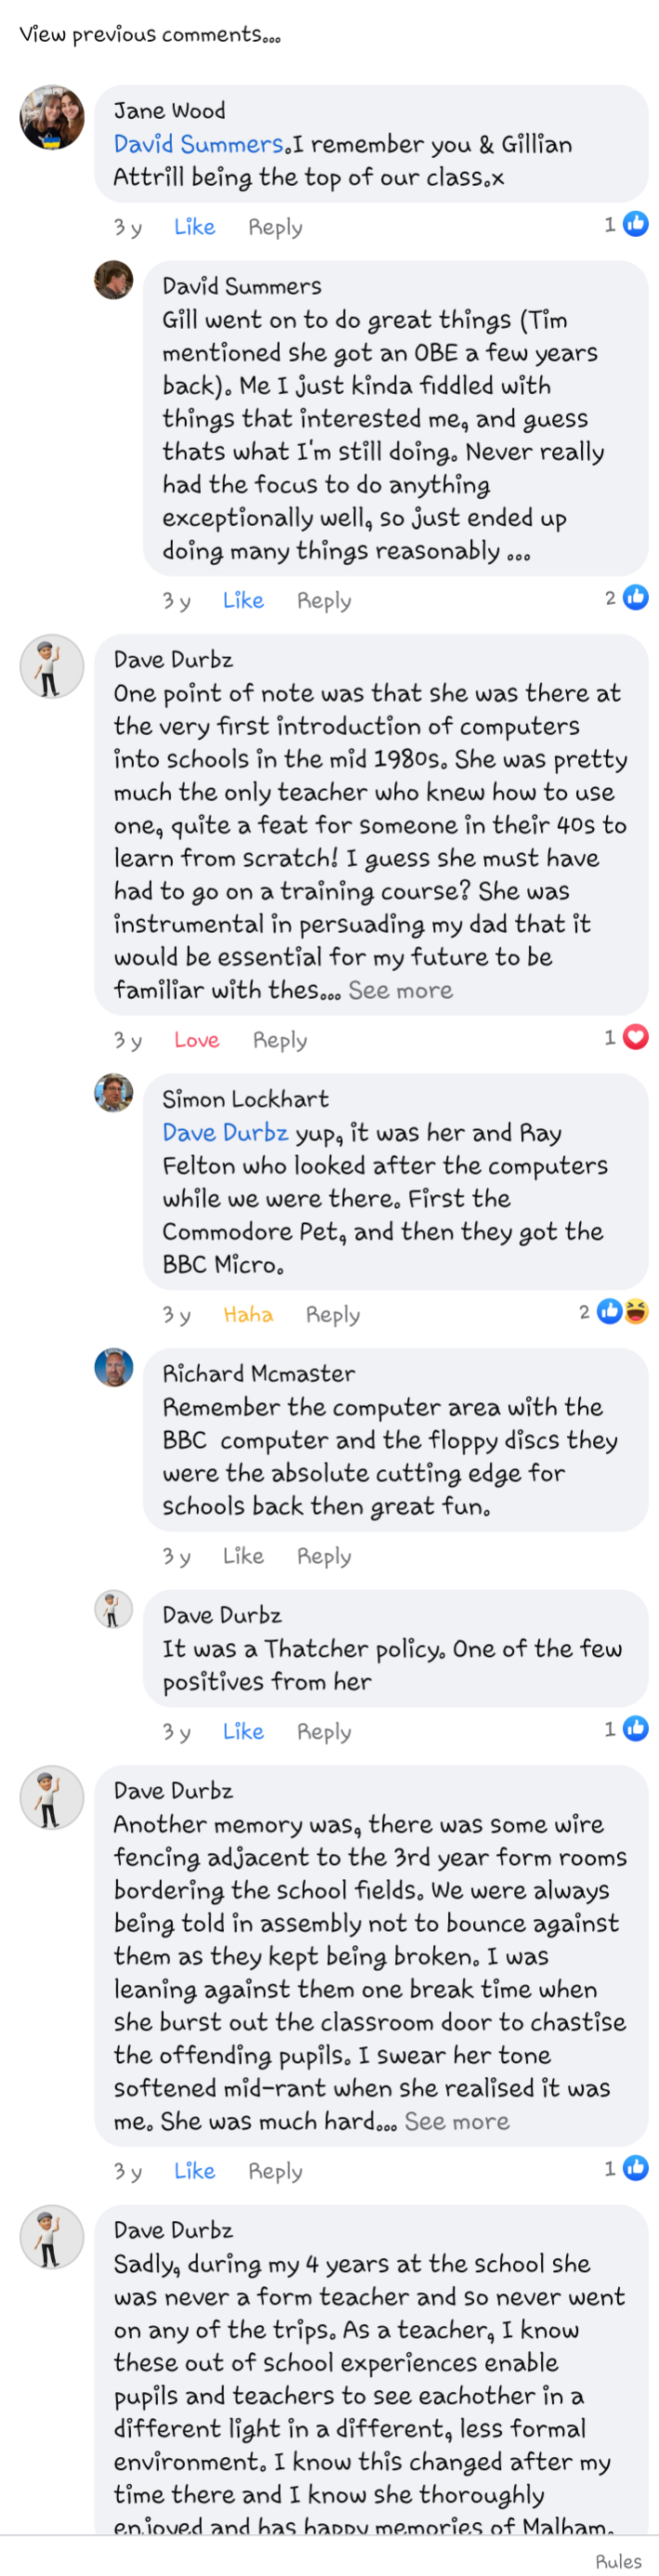 View previous comments...
Jane Wood
David Summers.I remember you & Gillian
Attrill being the top of our class.x
3 y Like Reply 1
David Summers
Gill went on to do great things (Tim
mentioned she got an OBE a few years
back). Me I just kinda fiddled with
things that interested me, and guess
thats what I'm still doing. Never really
had the focus to do anything
exceptionally well, so just ended up
doing many things reasonably ...
3 y Like Reply 2
Dave Durbz
One point of note was that she was there at
the very first introduction of computers
into schools in the mid 1980s. She was pretty
much the only teacher who knew how to use
one, quite a feat for someone in their 40s to
learn from scratch! I guess she must have
had to go on a training course? She was
instrumental in persuading my dad that it
would be essential for my future to be
familiar with thes... See more
3 y Love Reply 1
Simon Lockhart
Dave Durbz yup, it was her and Ray
Felton who looked after the computers
while we were there. First the
Commodore Pet, and then they got the
BBC Micro.
3 y Haha Reply 2
Richard Mcmaster
Remember the computer area with the
BBC  computer and the floppy discs they
were the absolute cutting edge for
schools back then great fun.
3 y Like Reply
Dave Durbz
It was a Thatcher policy. One of the few
positives from her
3 y Like Reply 1
Dave Durbz
Another memory was, there was some wire
fencing adjacent to the 3rd year form rooms
bordering the school fields. We were always
being told in assembly not to bounce against
them as they kept being broken. I was
leaning against them one break time when
she burst out the classroom door to chastise
the offending pupils. I swear her tone
softened mid-rant when she realised it was
me. She was much hard... See more
3 y Like Reply 1
Dave Durbz
Sadly, during my 4 years at the school she
was never a form teacher and so never went
on any of the trips. As a teacher, I know
these out of school experiences enable
pupils and teachers to see eachother in a
different light in a different, less formal
environment. I know this changed after my
time there and I know she thoroughly
enjoyed and has happy memories of Malham.
Rules